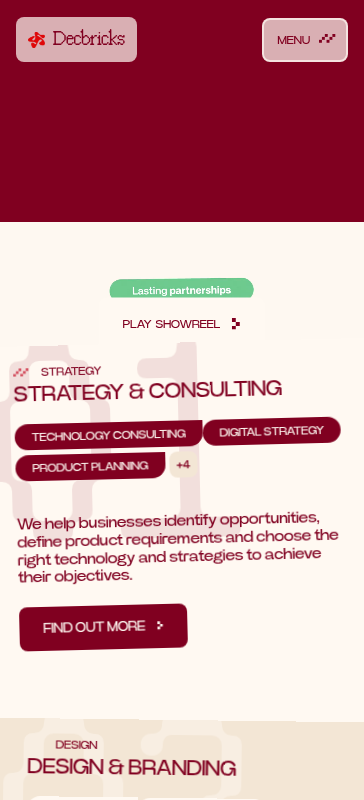 Decbricks
MENU
Lasting partnerships
PLAY SHOWREEL
01
STRATEGY
STRATEGY & CONSULTING
TECHNOLOGY CONSULTING
DIGITAL STRATEGY
PRODUCT PLANNING
+4
We help businesses identify opportunities,
define product requirements and choose the
right technology and strategies to achieve
their objectives.
FIND OUT MORE
DESIGN
DESIGN & BRANDING